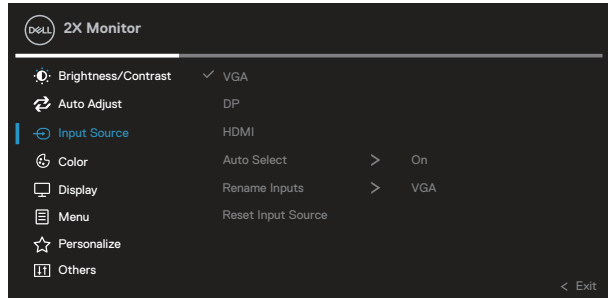 DELL 2X Monitor
Brightness/Contrast VGA
Auto Adjust DP
Input Source HDMI
Color Auto Select > On
Display Rename Inputs > VGA
Menu Reset Input Source
Personalize
Others
< Exit